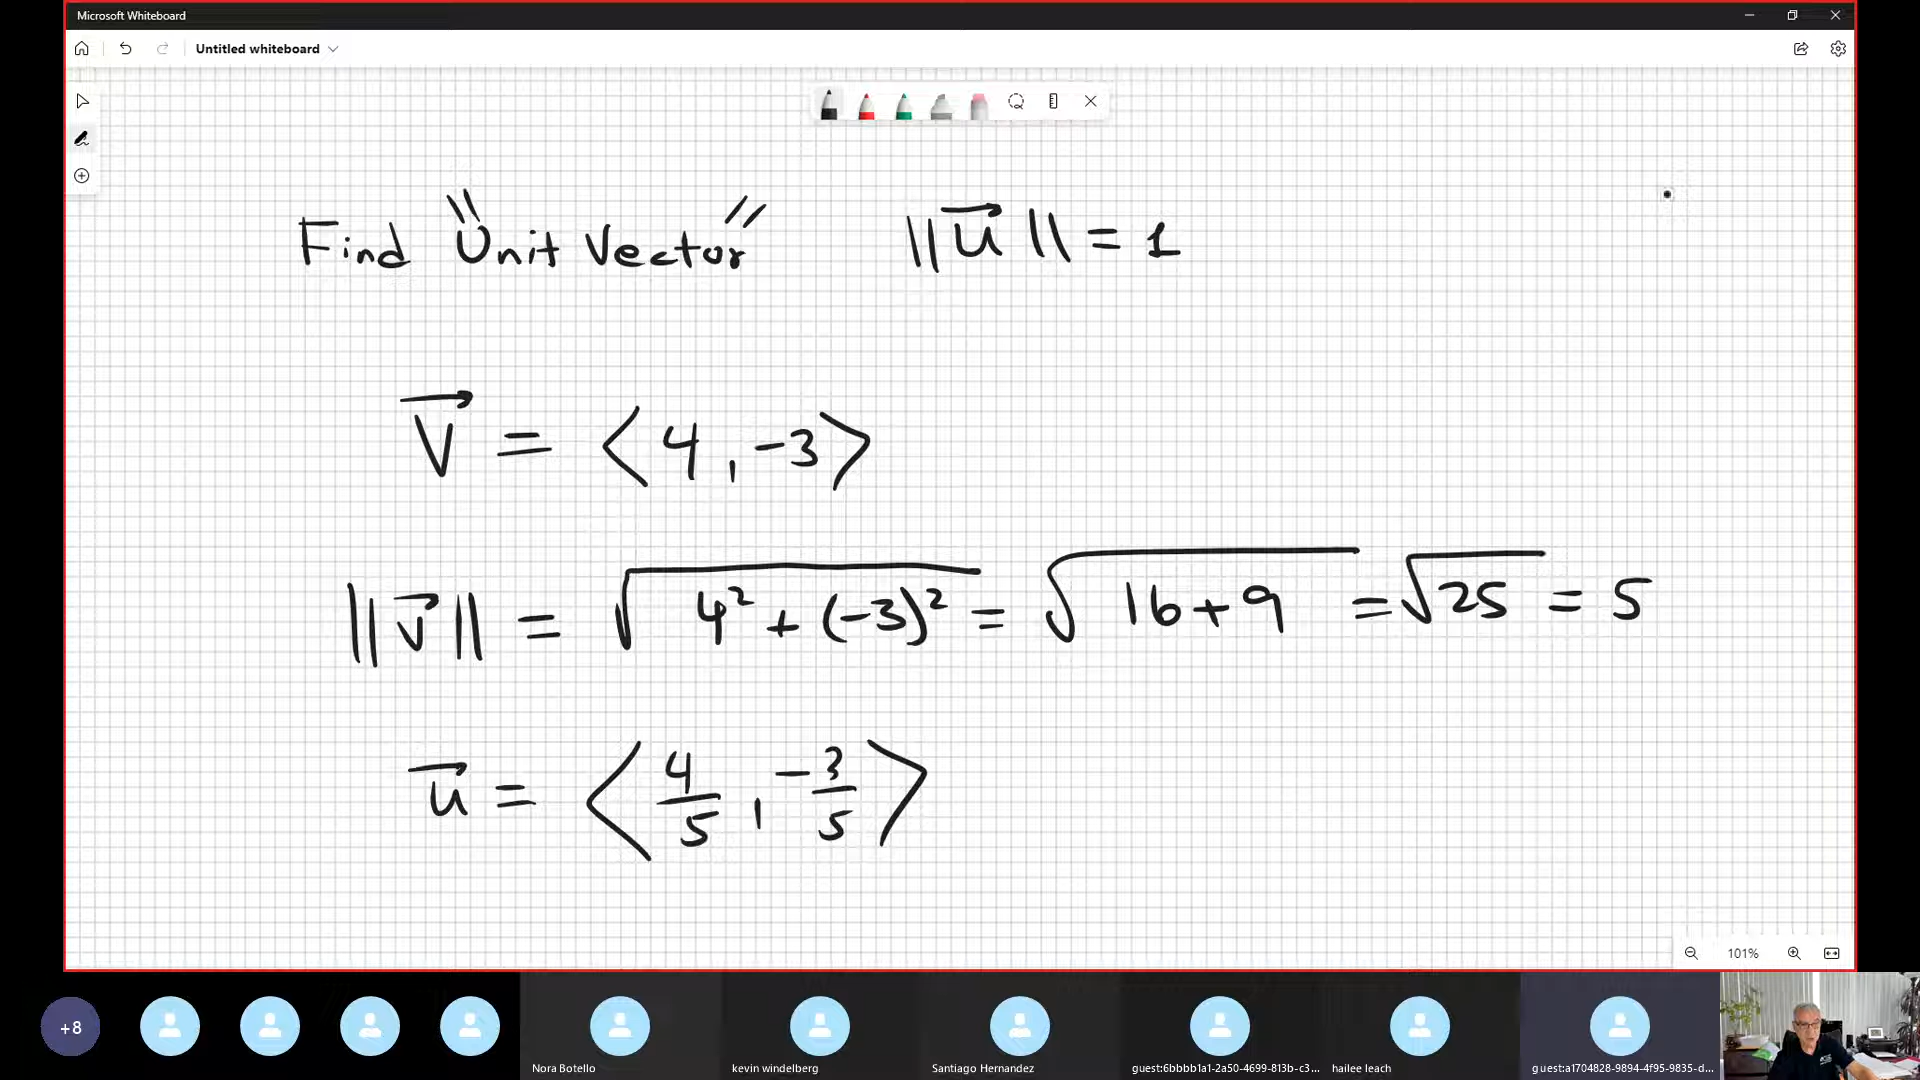 Microsoft Whiteboard
Untitled whiteboard
Find "Unit Vector" ||u⃗|| = 1
V⃗ = <4, -3>
||v⃗|| = √(4² + (-3)²) = √(16+9) = √25 = 5
u⃗ = <4/5, -3/5>
101%
+8
Nora Botello
kevin windelberg
Santiago Hernandez
guest:6bbbb1a1-2a50-4699-813b-c3...
hailee leach
guest:a1704828-9894-4f95-9835-d...